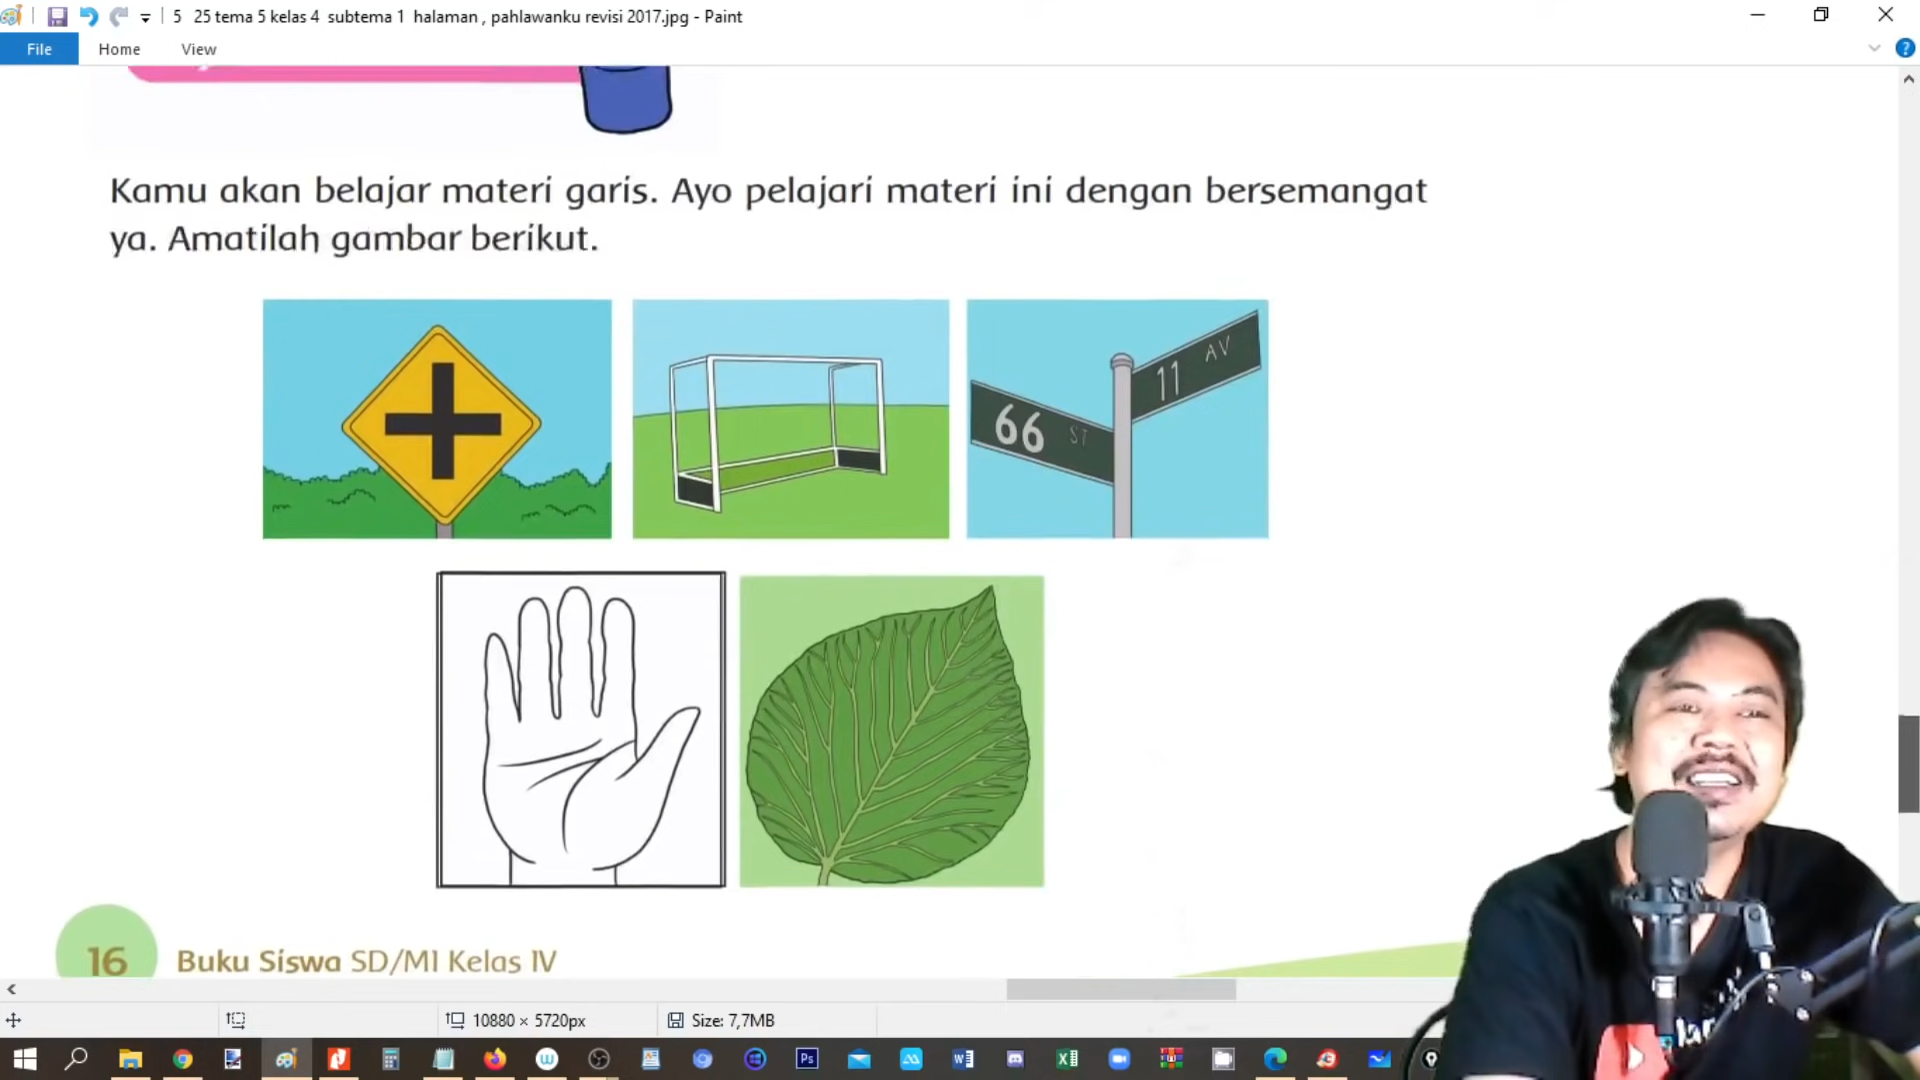 5 25 tema 5 kelas 4 subtema 1 halaman , pahlawanku revisi 2017.jpg - Paint
File Home View
Kamu akan belajar materi garis. Ayo pelajari materi ini dengan bersemangat
ya. Amatilah gambar berikut.
11 AV
66 ST
16 Buku Siswa SD/MI Kelas IV
10880 × 5720px Size: 7,7MB
Ps